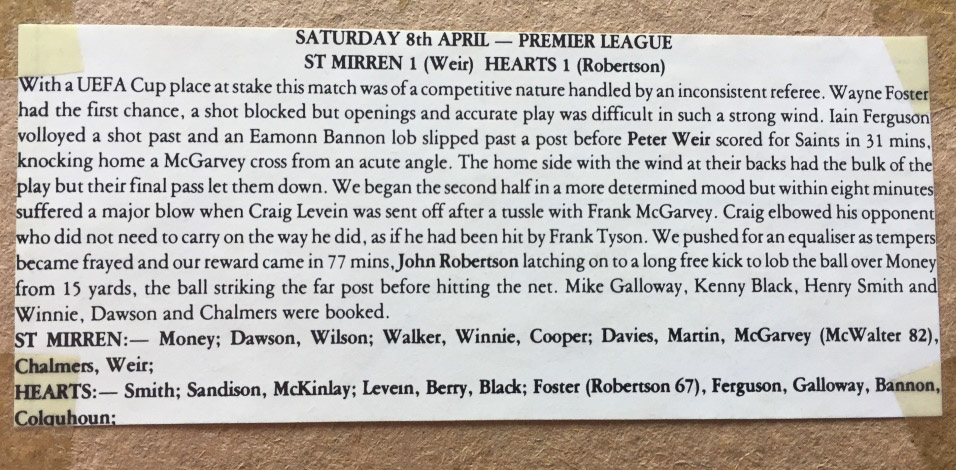 SATURDAY 8th APRIL — PREMIER LEAGUE
ST MIRREN 1 (Weir) HEARTS 1 (Robertson)
With a UEFA Cup place at stake this match was of a competitive nature handled by an inconsistent referee. Wayne Foster
had the first chance, a shot blocked but openings and accurate play was difficult in such a strong wind. Iain Ferguson
volloyed a shot past and an Eamonn Bannon lob slipped past a post before Peter Weir scored for Saints in 31 mins,
knocking home a McGarvey cross from an acute angle. The home side with the wind at their backs had the bulk of the
play but their final pass let them down. We began the second half in a more determined mood but within eight minutes
suffered a major blow when Craig Levein was sent off after a tussle with Frank McGarvey. Craig elbowed his opponent
who did not need to carry on the way he did, as if he had been hit by Frank Tyson. We pushed for an equaliser as tempers
became frayed and our reward came in 77 mins, John Robertson latching on to a long free kick to lob the ball over Money
from 15 yards, the ball striking the far post before hitting the net. Mike Galloway, Kenny Black, Henry Smith and
Winnie, Dawson and Chalmers were booked.
ST MIRREN:— Money; Dawson, Wilson; Walker, Winnie, Cooper; Davies, Martin, McGarvey (McWalter 82),
Chalmers, Weir;
HEARTS:— Smith; Sandison, McKinlay; Levein, Berry, Black; Foster (Robertson 67), Ferguson, Galloway, Bannon,
Colquhoun;